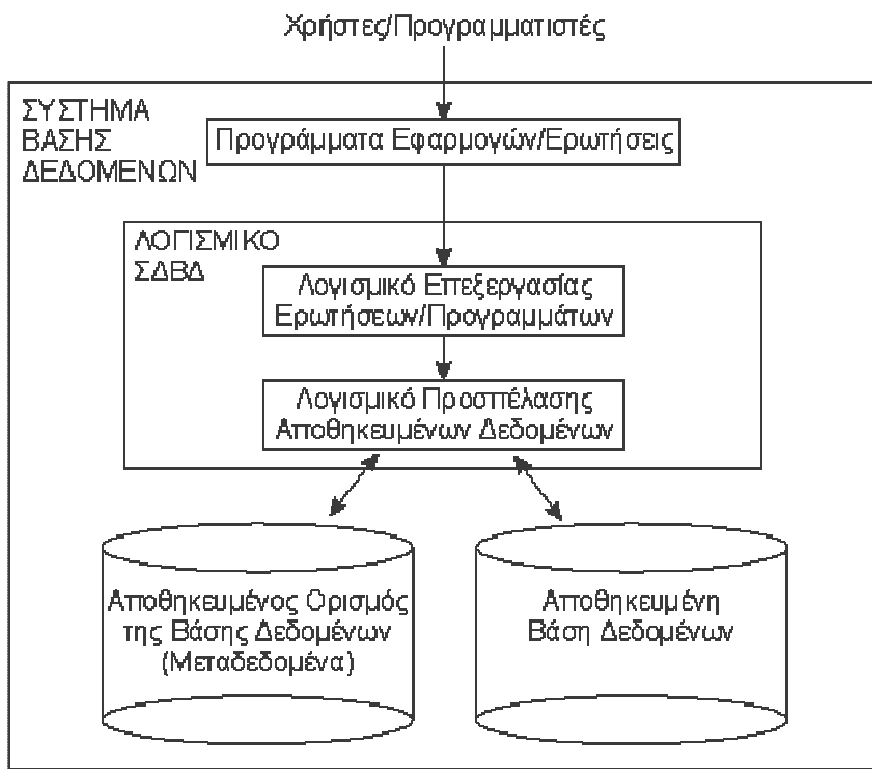 Χρήστες/Προγραμματιστές
ΣΥΣΤΗΜΑ
ΒΑΣΗΣ
ΔΕΔΟΜΕΝΩΝ
Προγράμματα Εφαρμογών/Ερωτήσεις
ΛΟΓΙΣΜΙΚΟ
ΣΔΒΔ
Λογισμικό Επεξεργασίας
Ερωτήσεων/Προγραμμάτων
Λογισμικό Προσπέλασης
Αποθηκευμένων Δεδομένων
Αποθηκευμένος Ορισμός
της Βάσης Δεδομένων
(Μεταδεδομένα)
Αποθηκευμένη
Βάση Δεδομένων